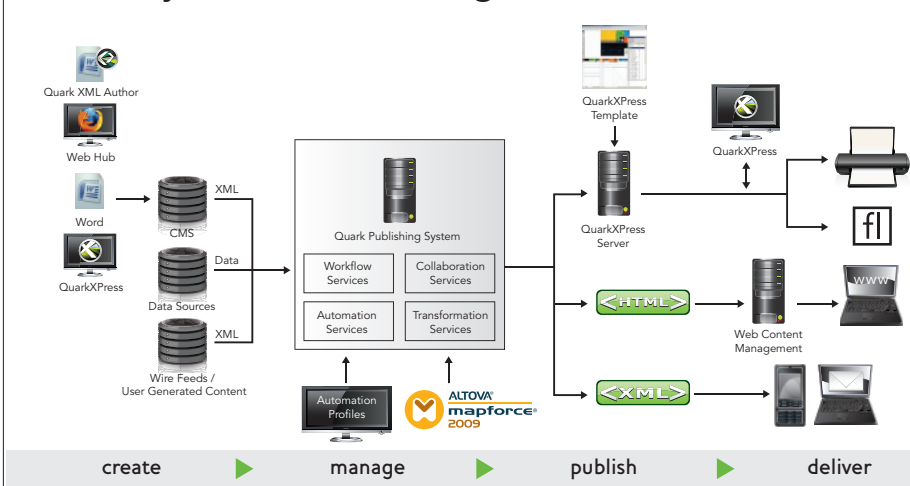 Quark XML Author
Web Hub
Word
QuarkXPress
XML
CMS
Data
Data Sources
XML
Wire Feeds /
User Generated Content
Quark Publishing System
Workflow
Services
Collaboration
Services
Automation
Services
Transformation
Services
Automation
Profiles
ALTOVA®
mapforce®
2009
QuarkXPress
Template
QuarkXPress
Server
QuarkXPress
fl
<HTML>
Web Content
Management
www
<XML>
create
manage
publish
deliver